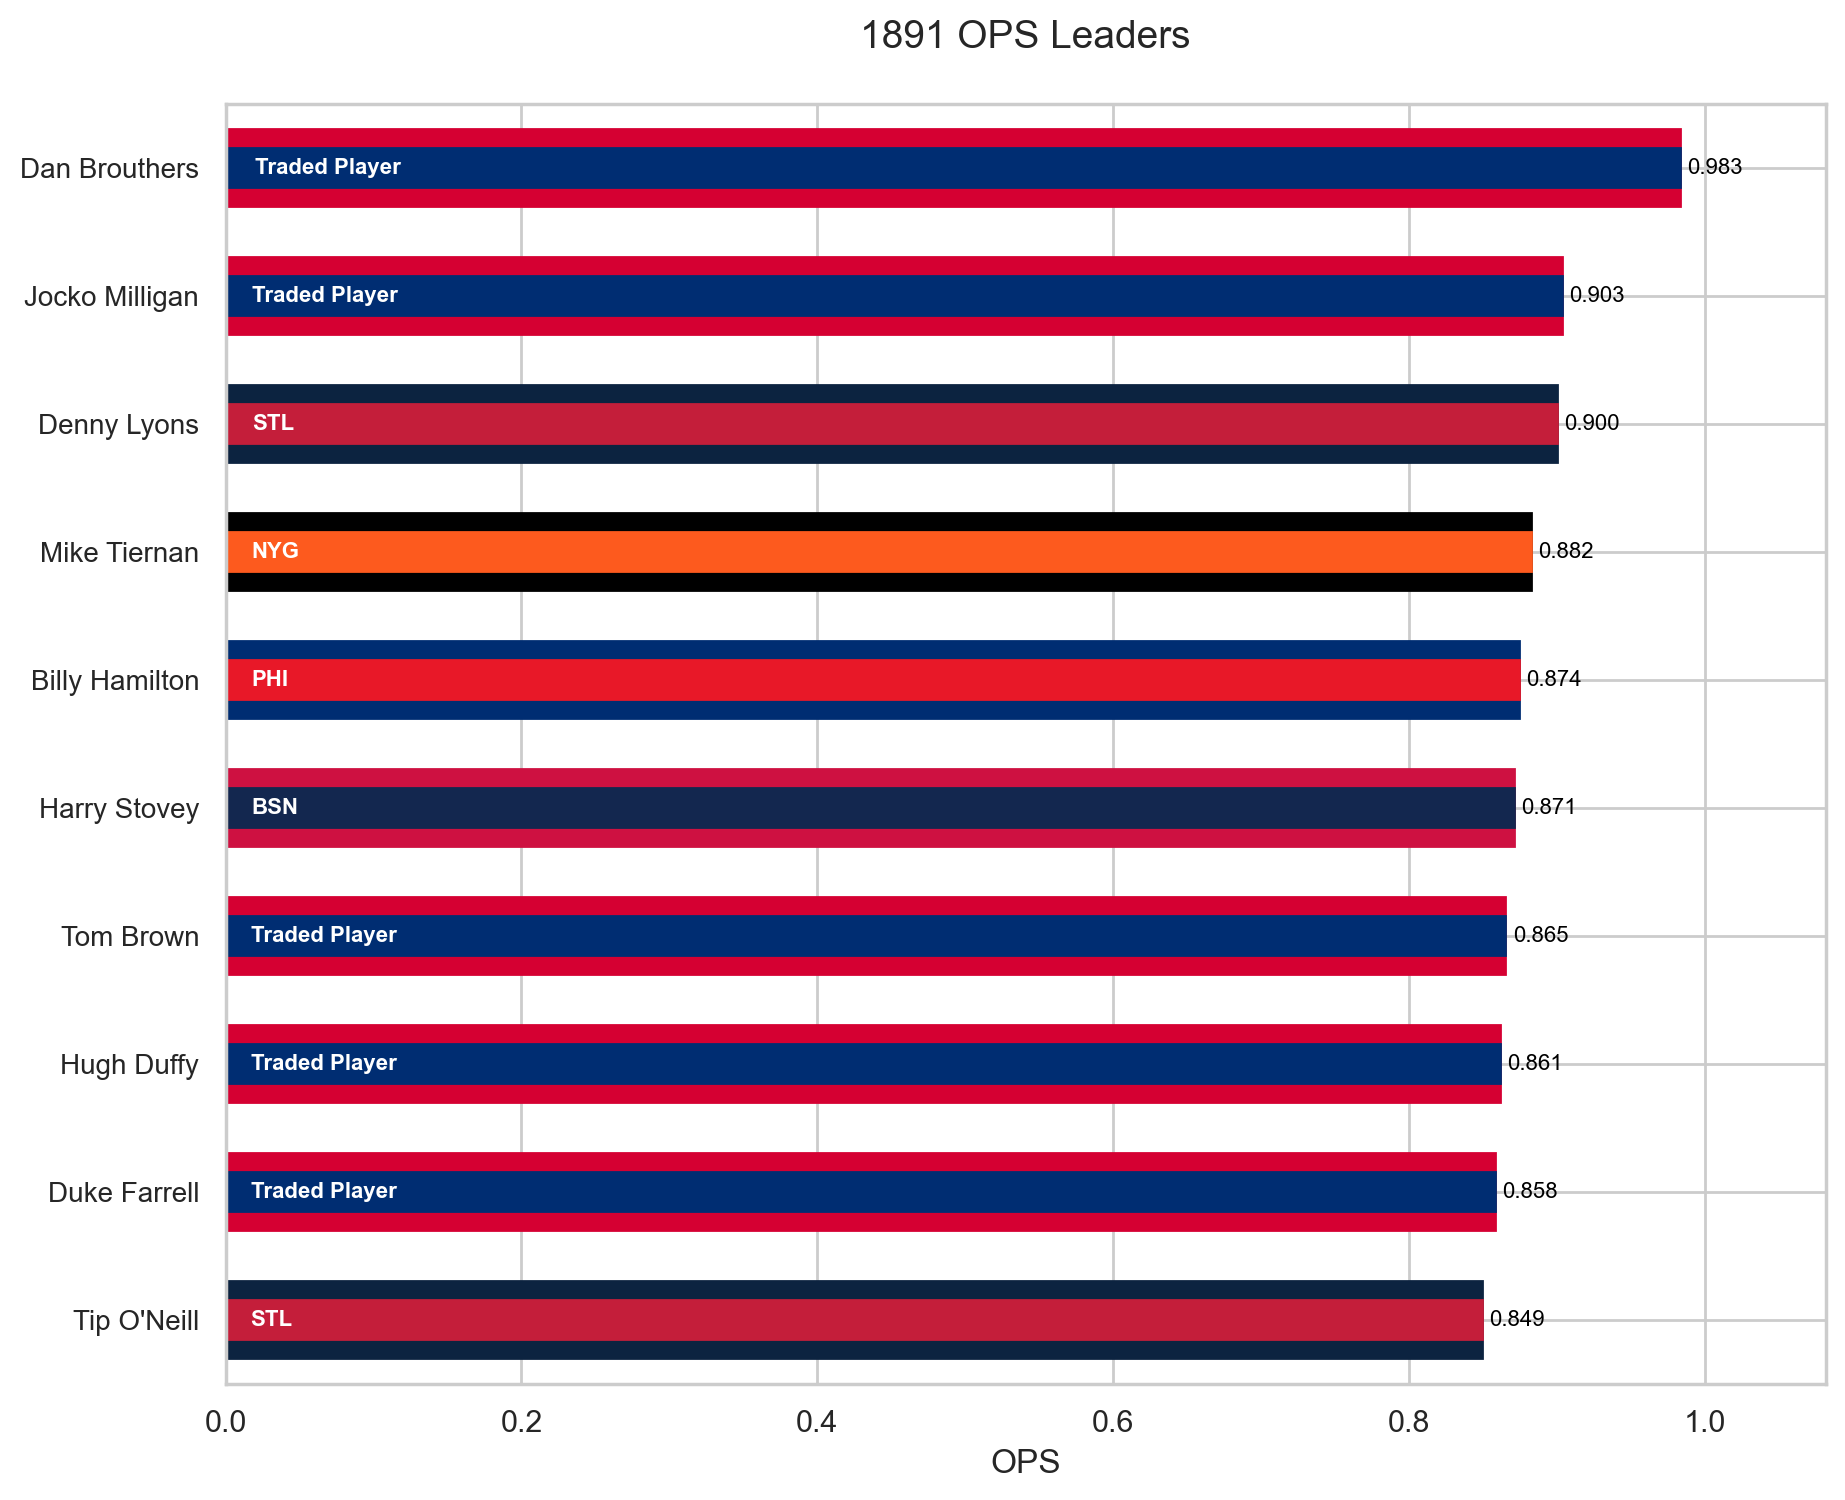 1891 OPS Leaders
Dan Brouthers Traded Player 0.983
Jocko Milligan Traded Player 0.903
Denny Lyons STL 0.900
Mike Tiernan NYG 0.882
Billy Hamilton PHI 0.874
Harry Stovey BSN 0.871
Tom Brown Traded Player 0.865
Hugh Duffy Traded Player 0.861
Duke Farrell Traded Player 0.858
Tip O'Neill STL 0.849
0.0 0.2 0.4 0.6 0.8 1.0
OPS